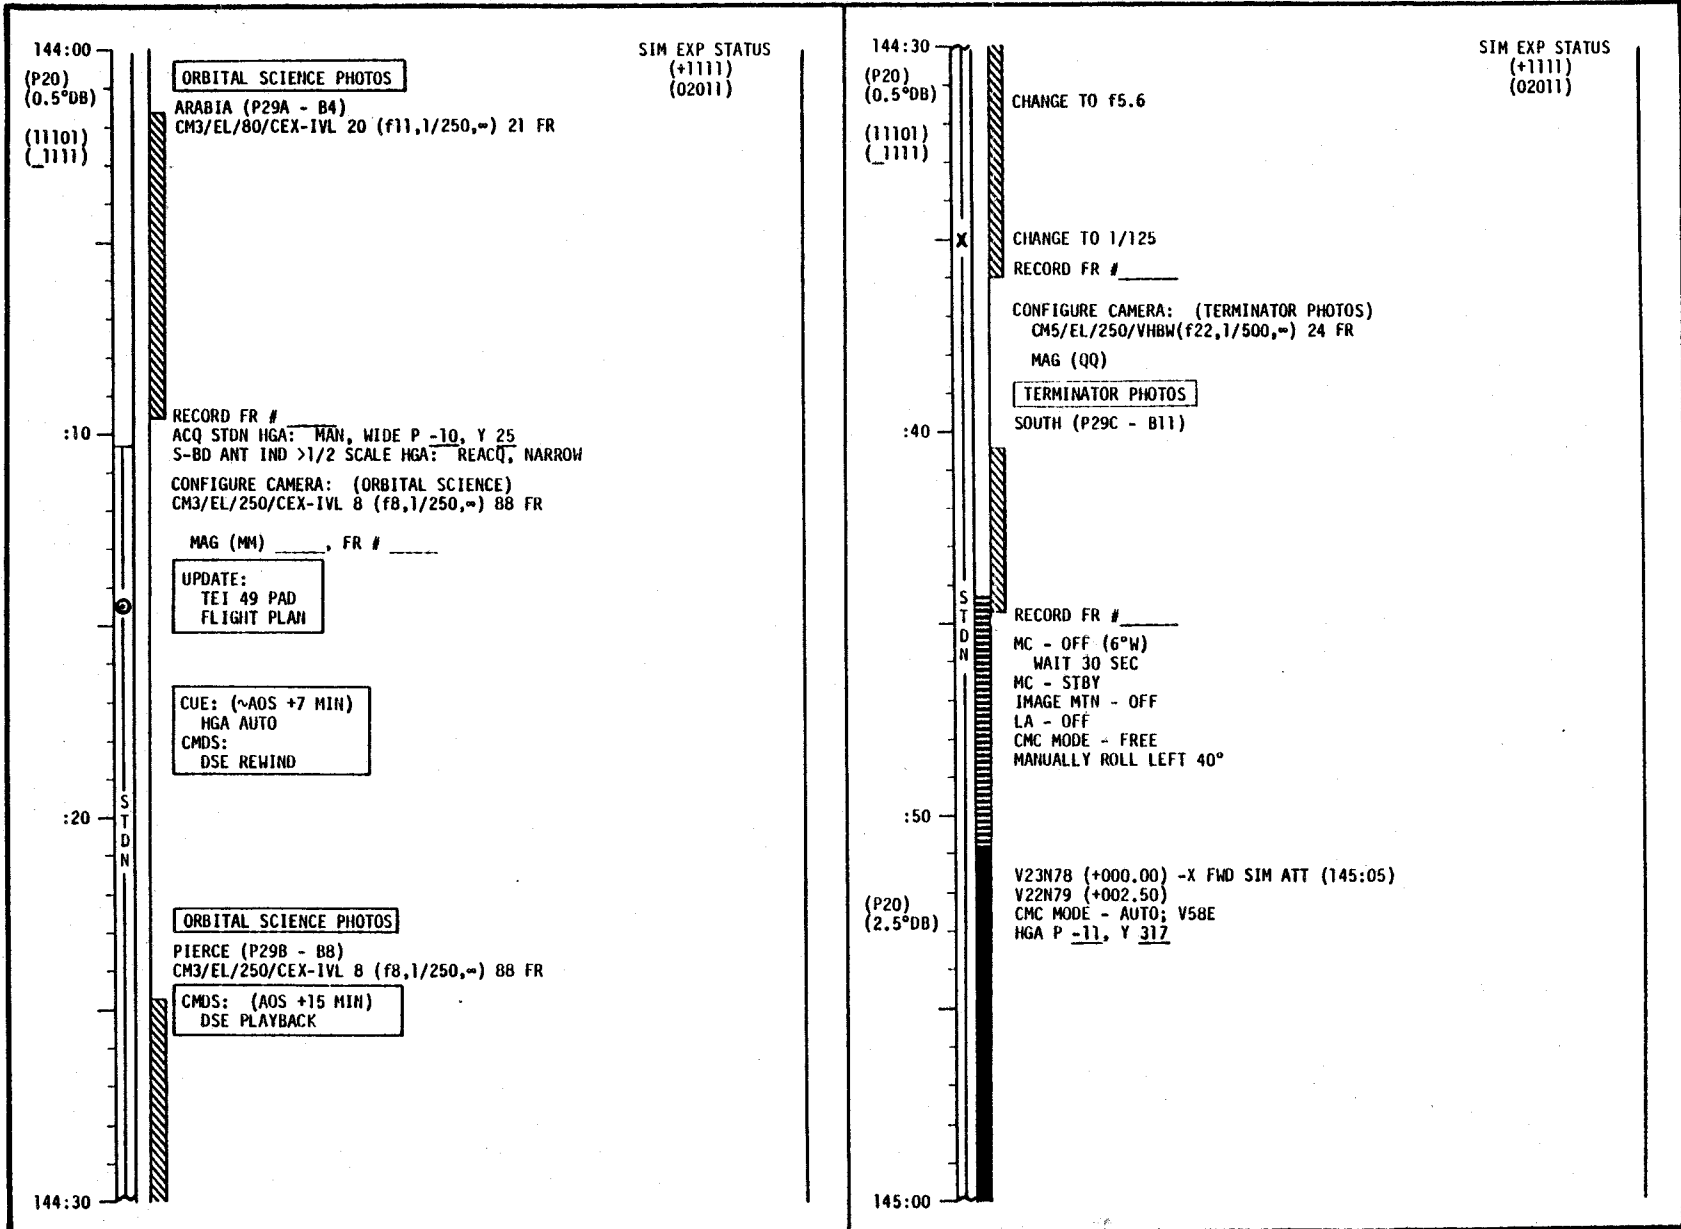 144:00
SIM EXP STATUS
(P20)
(+1111)
(0.5°DB)
(02011)
ORBITAL SCIENCE PHOTOS
ARABIA (P29A - B4)
CM3/EL/80/CEX-IVL 20 (f11,1/250,∞) 21 FR
(11101)
(_1111)
RECORD FR # _____
:10
ACQ STDN HGA: MAN, WIDE P -10, Y 25
S-BD ANT IND >1/2 SCALE HGA: REACQ, NARROW
CONFIGURE CAMERA: (ORBITAL SCIENCE)
CM3/EL/250/CEX-IVL 8 (f8,1/250,∞) 88 FR
MAG (MM) _____, FR # _____
UPDATE:
TEI 49 PAD
FLIGHT PLAN
CUE: (~AOS +7 MIN)
HGA AUTO
CMDS:
DSE REWIND
:20
S
T
D
N
ORBITAL SCIENCE PHOTOS
PIERCE (P29B - B8)
CM3/EL/250/CEX-IVL 8 (f8,1/250,∞) 88 FR
CMDS: (AOS +15 MIN)
DSE PLAYBACK
144:30
144:30
SIM EXP STATUS
(P20)
(+1111)
(0.5°DB)
(02011)
CHANGE TO f5.6
(11101)
(_1111)
X
CHANGE TO 1/125
RECORD FR #______
CONFIGURE CAMERA: (TERMINATOR PHOTOS)
CM5/EL/250/VHBW(f22,1/500,∞) 24 FR
MAG (QQ)
TERMINATOR PHOTOS
SOUTH (P29C - B11)
:40
S
T
D
N
RECORD FR #______
MC - OFF (6°W)
WAIT 30 SEC
MC - STBY
IMAGE MTN - OFF
LA - OFF
CMC MODE - FREE
MANUALLY ROLL LEFT 40°
:50
V23N78 (+000.00) -X FWD SIM ATT (145:05)
V22N79 (+002.50)
(P20)
CMC MODE - AUTO; V58E
(2.5°DB)
HGA P -11, Y 317
145:00